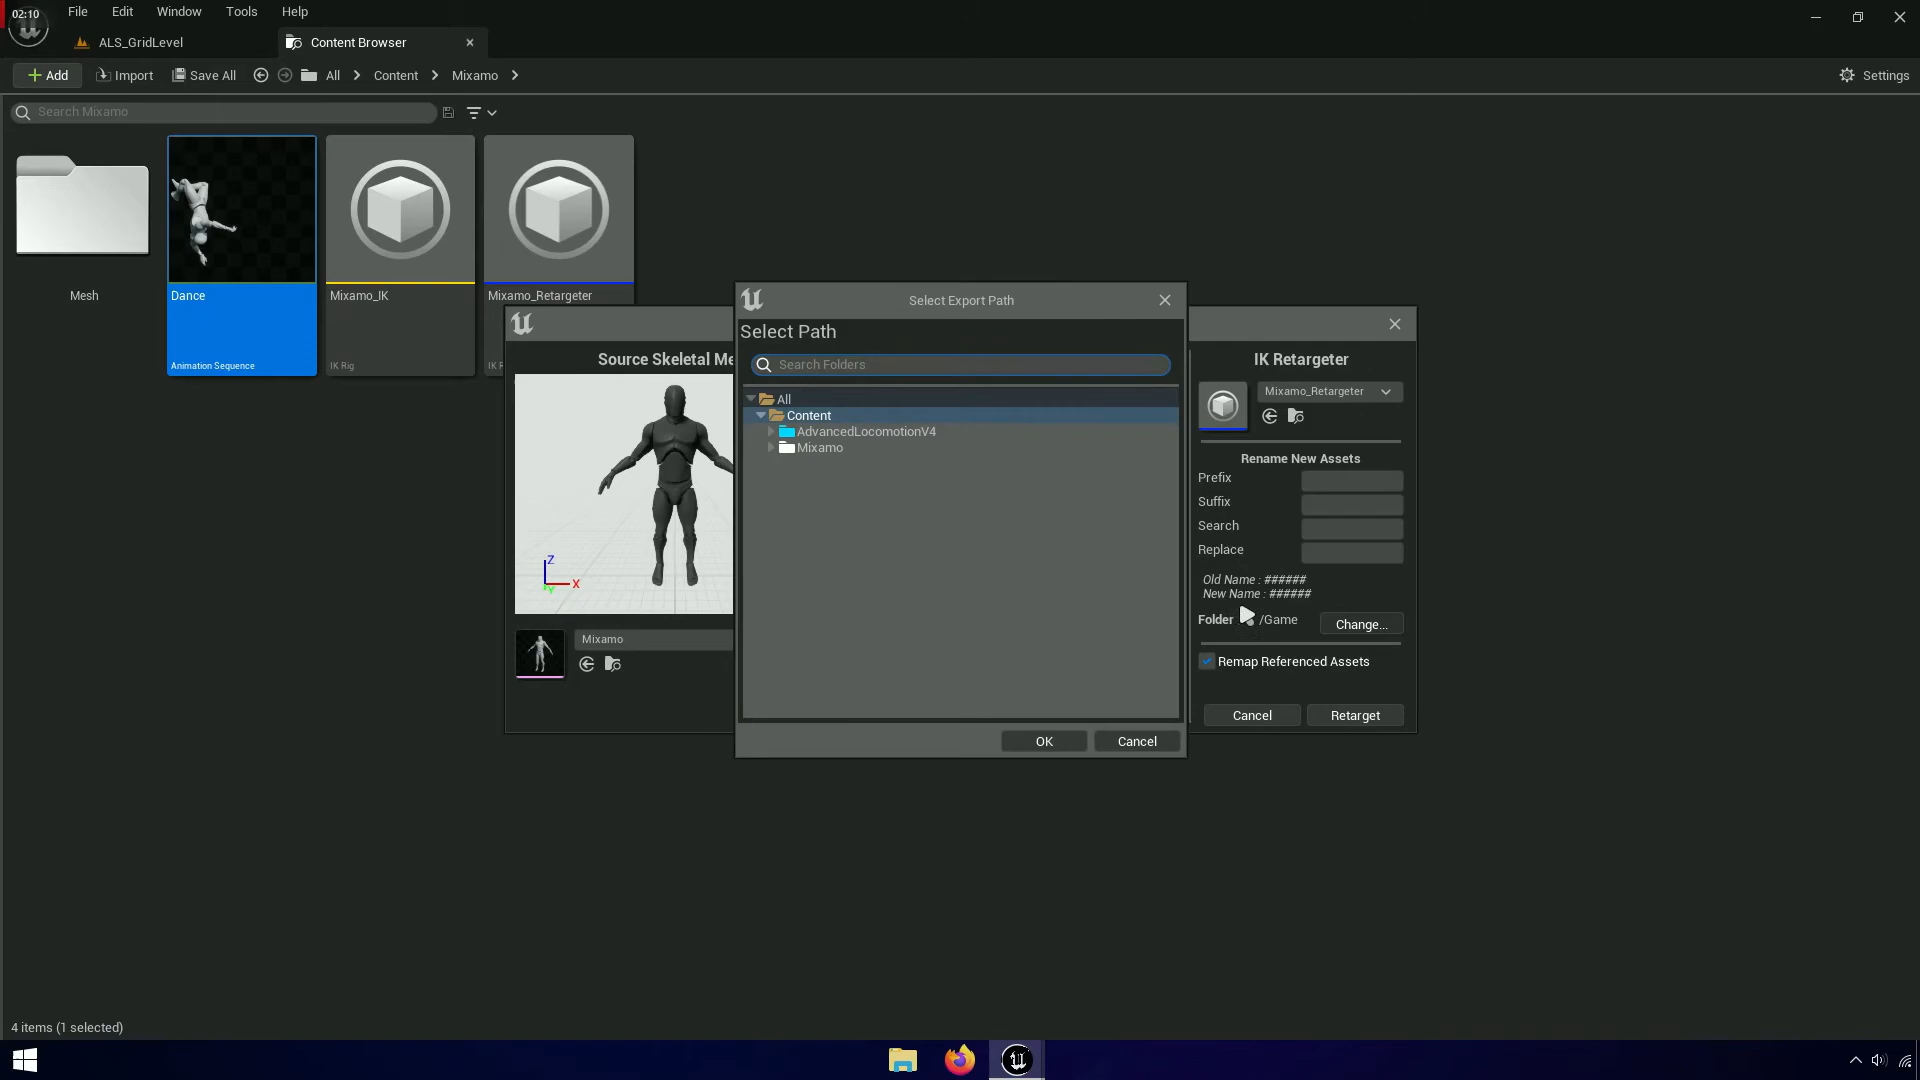 02:10
File Edit Window Tools Help
ALS_GridLevel
Content Browser
Add Import Save All All Content Mixamo
Settings
Search Mixamo
Mesh
Dance
Animation Sequence
Mixamo_IK
IK Rig
Mixamo_Retargeter
IK R
Source Skeletal Me
Z
X
Y
Mixamo
Select Export Path
Select Path
Search Folders
All
Content
AdvancedLocomotionV4
Mixamo
OK Cancel
IK Retargeter
Mixamo_Retargeter
Rename New Assets
Prefix
Suffix
Search
Replace
Old Name : ######
New Name : ######
Folder /Game Change...
Remap Referenced Assets
Cancel Retarget
4 items (1 selected)